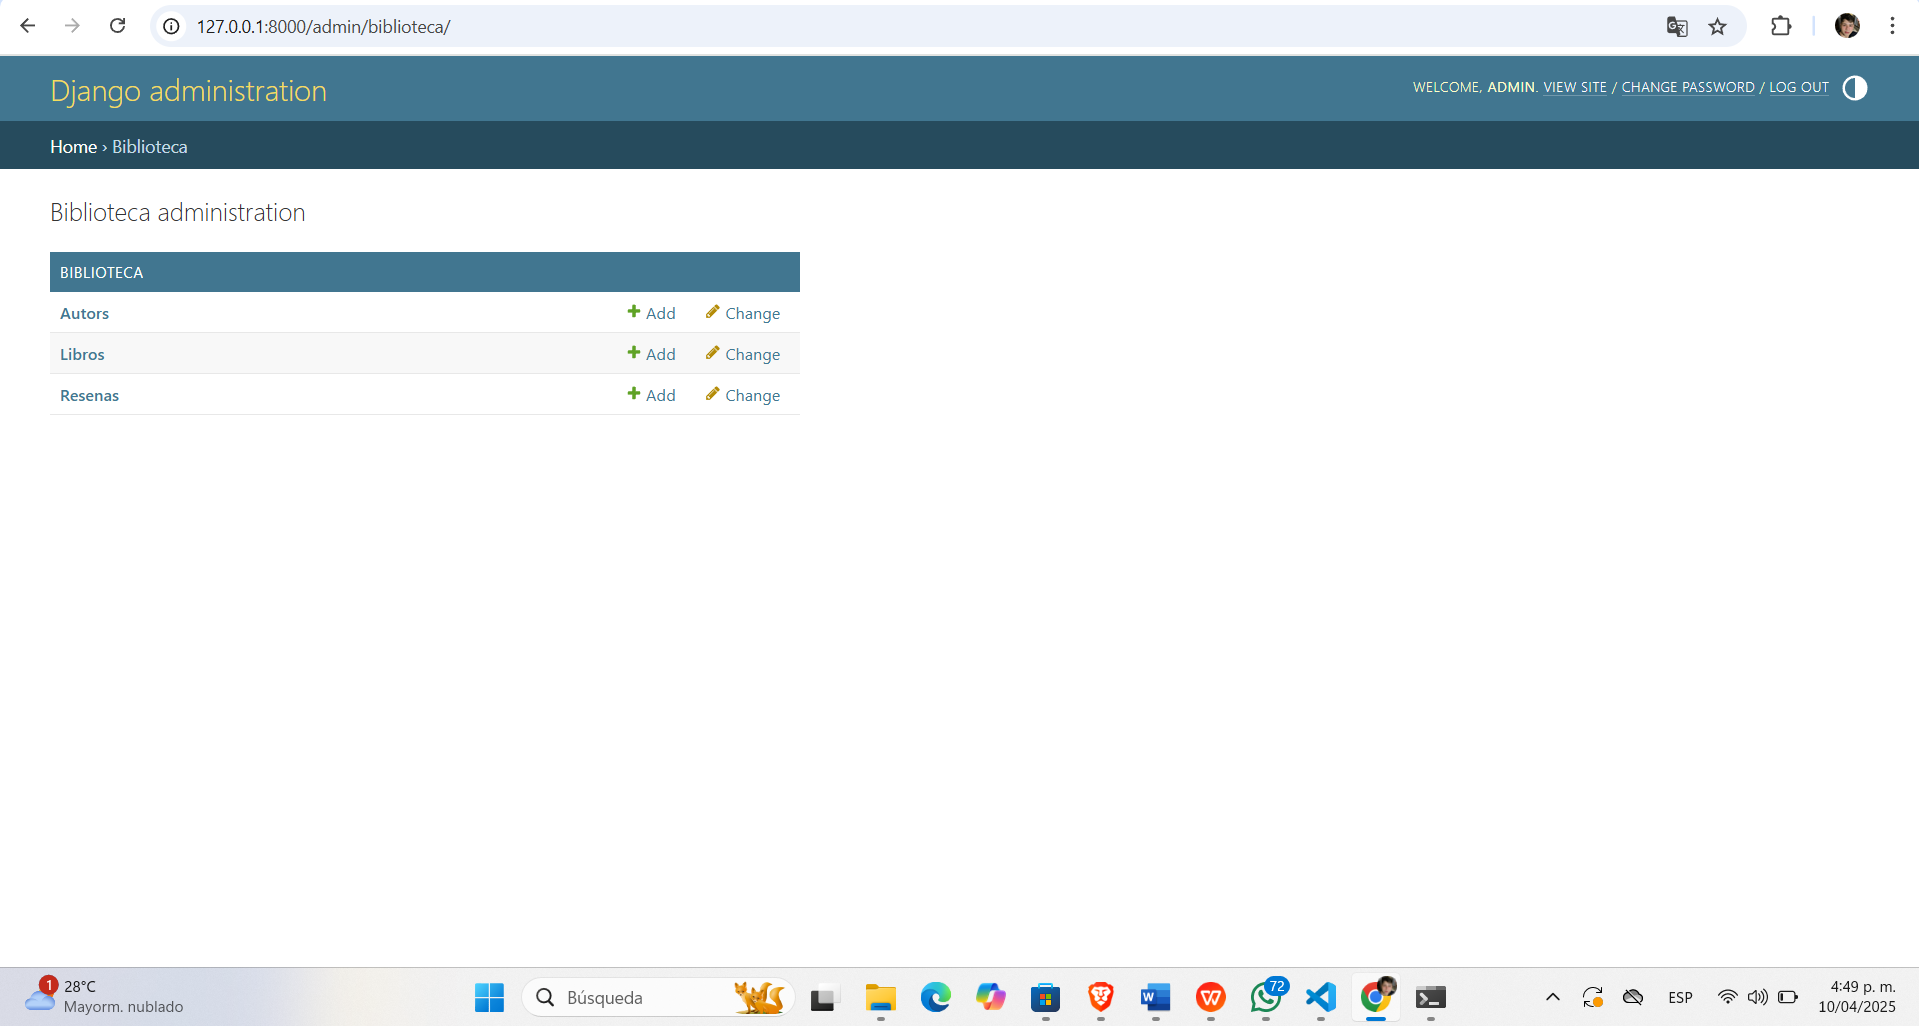 127.0.0.1:8000/admin/biblioteca/
Django administration
WELCOME, ADMIN. VIEW SITE / CHANGE PASSWORD / LOG OUT
Home › Biblioteca
Biblioteca administration
BIBLIOTECA
Autors Add Change
Libros Add Change
Resenas Add Change
1
28°C
Mayorm. nublado
Búsqueda
72
ESP
4:49 p. m.
10/04/2025